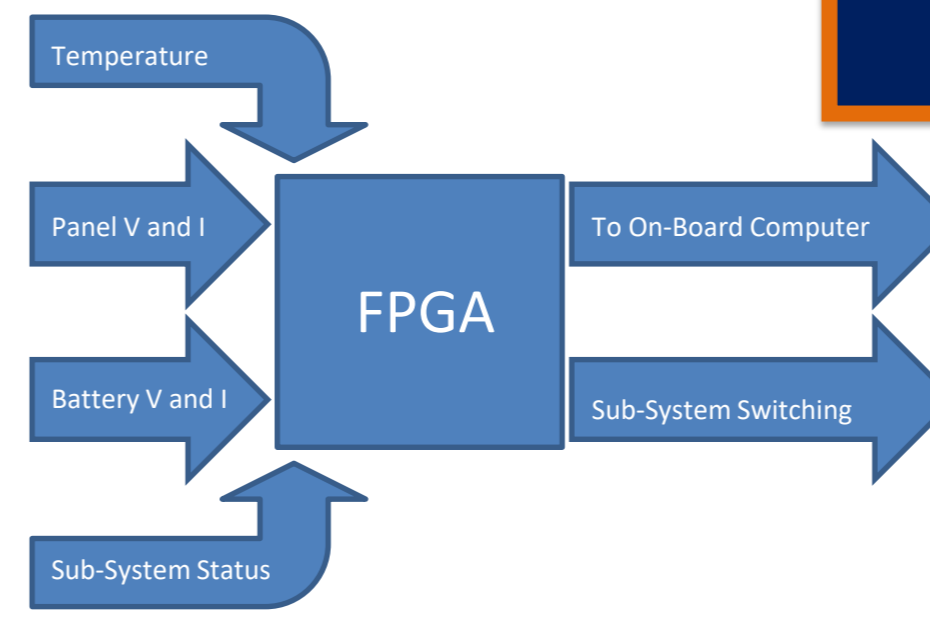 Temperature
Panel V and I
To On-Board Computer
FPGA
Battery V and I
Sub-System Switching
Sub-System Status